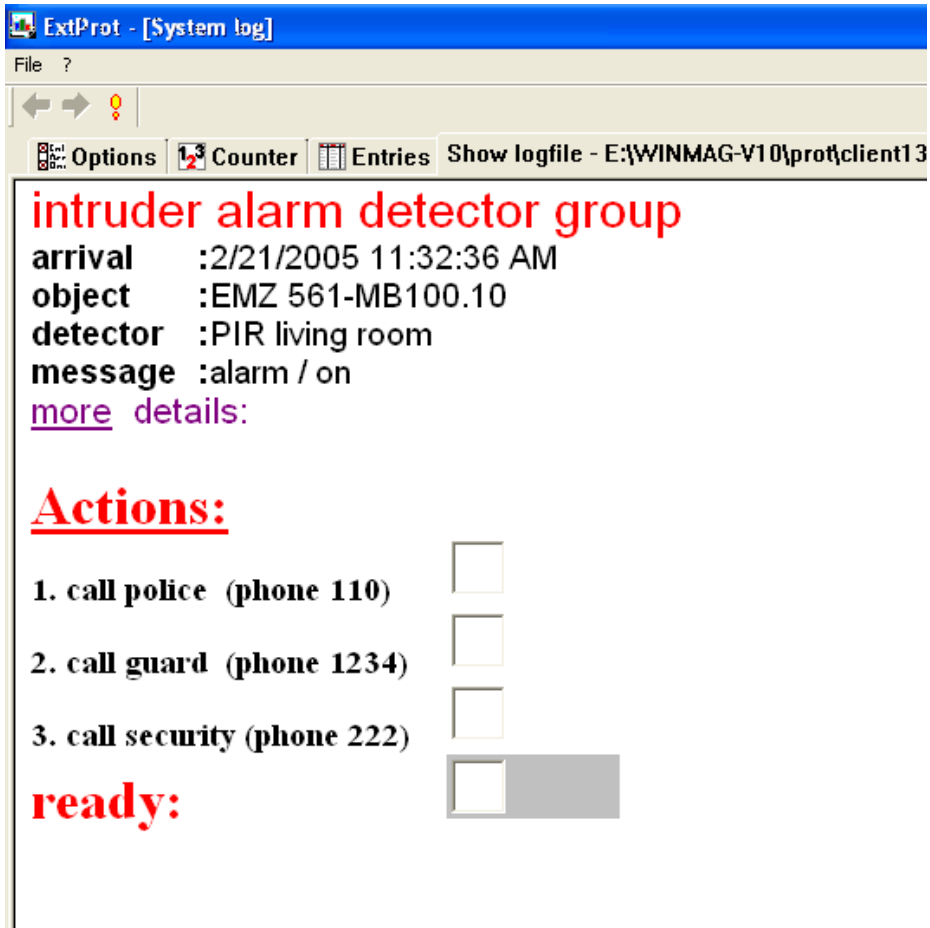 ExtProt - [System log]
File ?
Options Counter Entries Show logfile - E:\WINMAG-V10\prot\client13
intruder alarm detector group
arrival :2/21/2005 11:32:36 AM
object :EMZ 561-MB100.10
detector :PIR living room
message :alarm / on
more details:
Actions:
1. call police (phone 110)
2. call guard (phone 1234)
3. call security (phone 222)
ready: